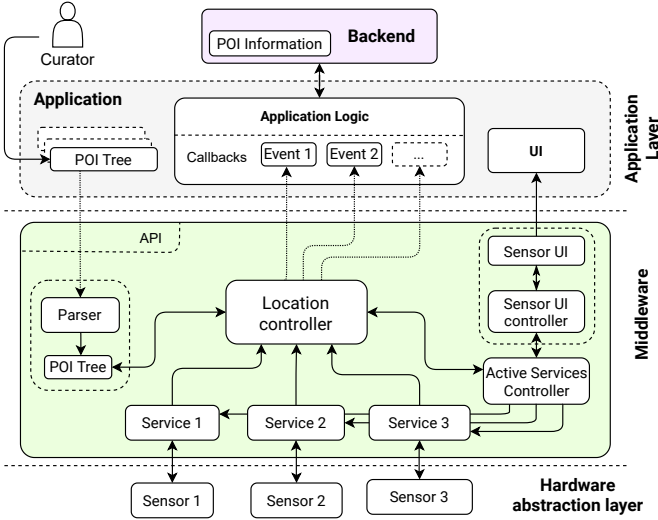 Backend
POI Information
Curator
Application
Application Logic
Callbacks
Event 1
Event 2
...
POI Tree
UI
Application
Layer
API
Sensor UI
Sensor UI
controller
Parser
Location
controller
POI Tree
Active Services
Controller
Middleware
Service 1
Service 2
Service 3
Sensor 1
Sensor 2
Sensor 3
Hardware
abstraction layer